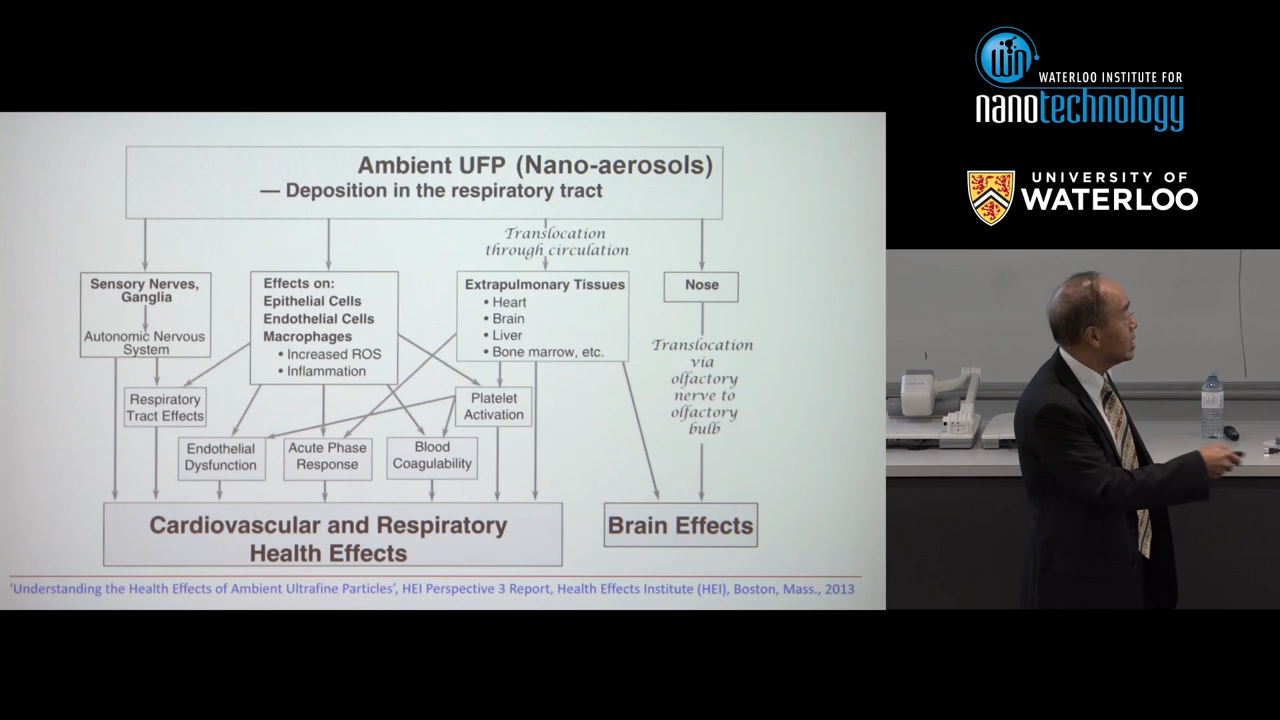 WIN
WATERLOO INSTITUTE FOR
nanotechnology
UNIVERSITY OF
WATERLOO
Ambient UFP (Nano-aerosols)
— Deposition in the respiratory tract
Translocation
through circulation
Sensory Nerves,
Ganglia
Autonomic Nervous
System
Effects on:
Epithelial Cells
Endothelial Cells
Macrophages
• Increased ROS
• Inflammation
Extrapulmonary Tissues
• Heart
• Brain
• Liver
• Bone marrow, etc.
Nose
Translocation
via
olfactory
nerve to
olfactory
bulb
Respiratory
Tract Effects
Platelet
Activation
Endothelial
Dysfunction
Acute Phase
Response
Blood
Coagulability
Cardiovascular and Respiratory
Health Effects
Brain Effects
'Understanding the Health Effects of Ambient Ultrafine Particles', HEI Perspective 3 Report, Health Effects Institute (HEI), Boston, Mass., 2013